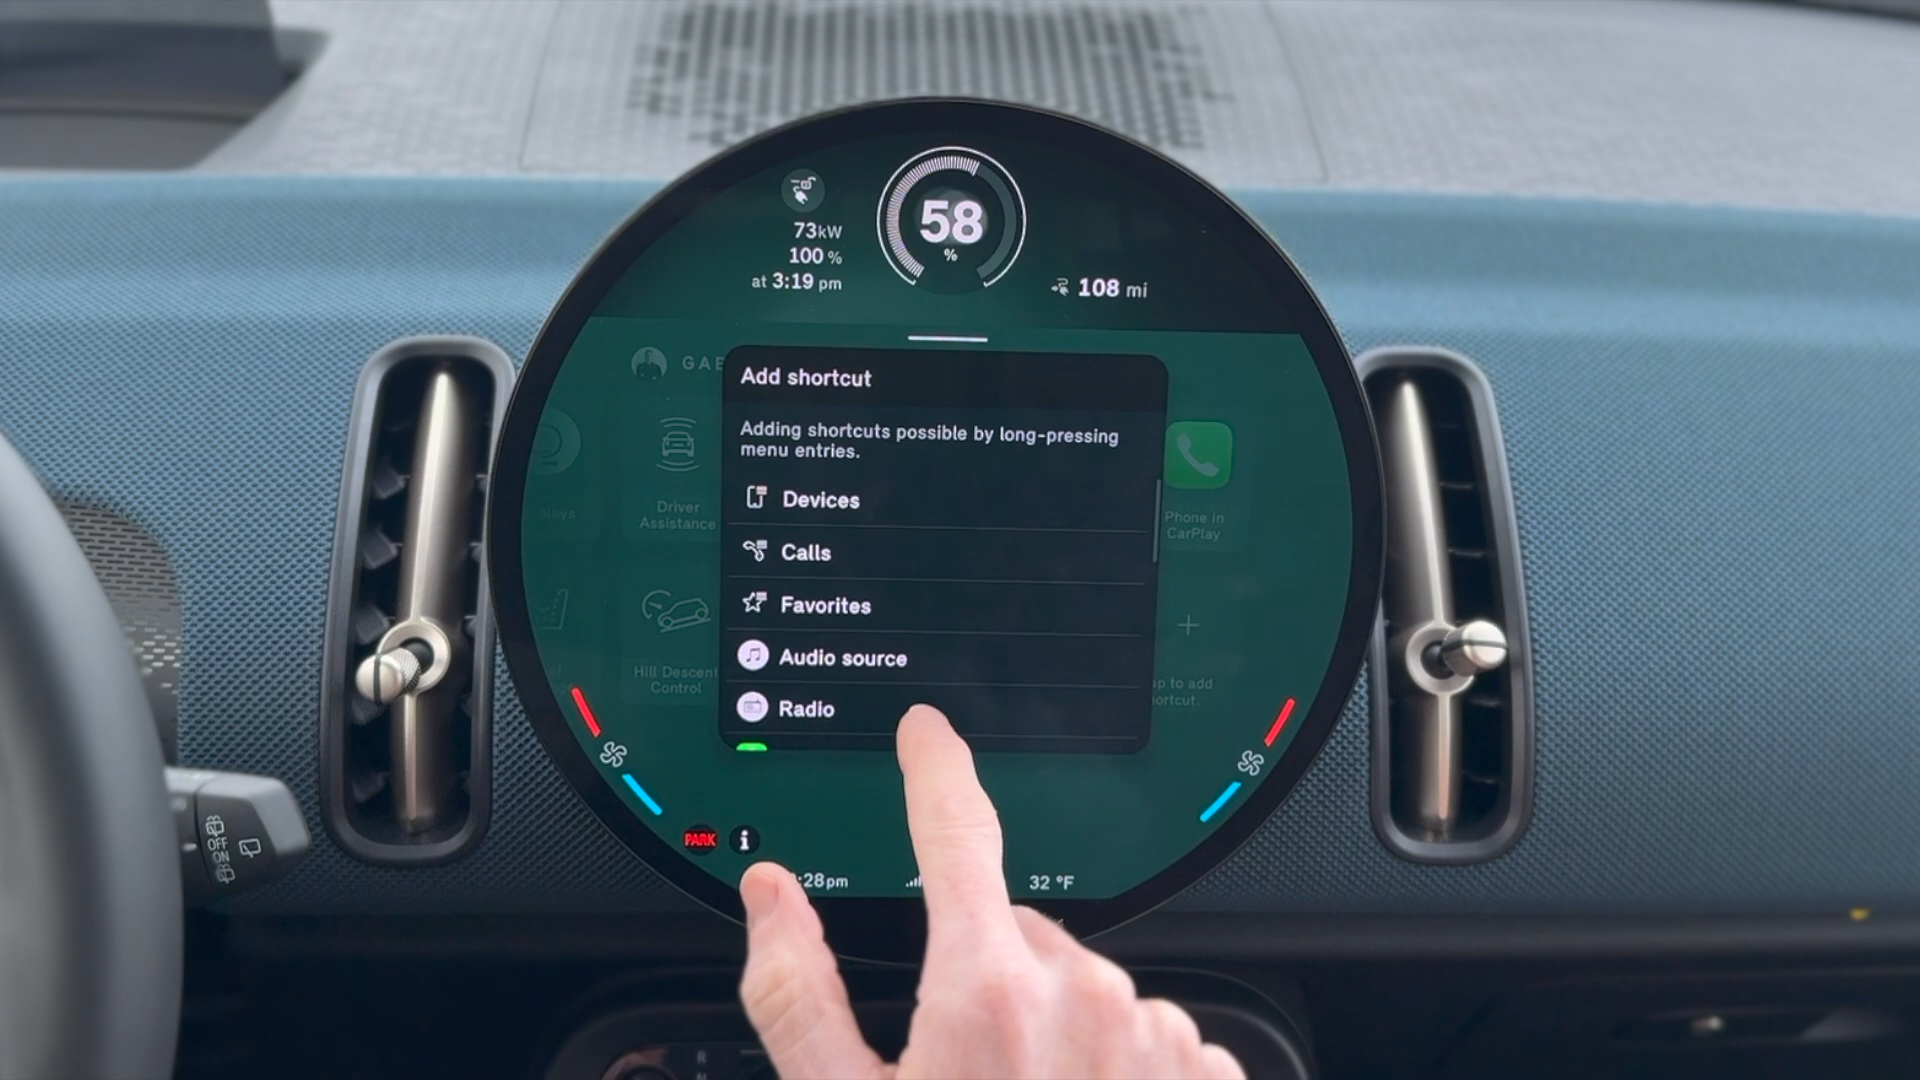 58
%
73kW
100 %
at 3:19 pm
108 mi
GAB
Add shortcut
Adding shortcuts possible by long-pressing
menu entries.
Devices
Calls
Favorites
Audio source
Radio
Driver
Assistance
Hill Descent
Control
Phone in
CarPlay
to add
PARK
i
:28pm
32 °F
OFF
ON
R
N